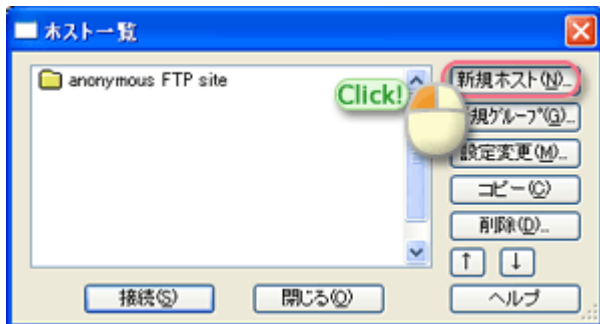 ホスト一覧
anonymous FTP site
Click!
新規ホスト(N)...
規グループ(G)...
設定変更(M)...
コピー(C)
削除(D)...
↑ ↓
接続(S)
閉じる(O)
ヘルプ